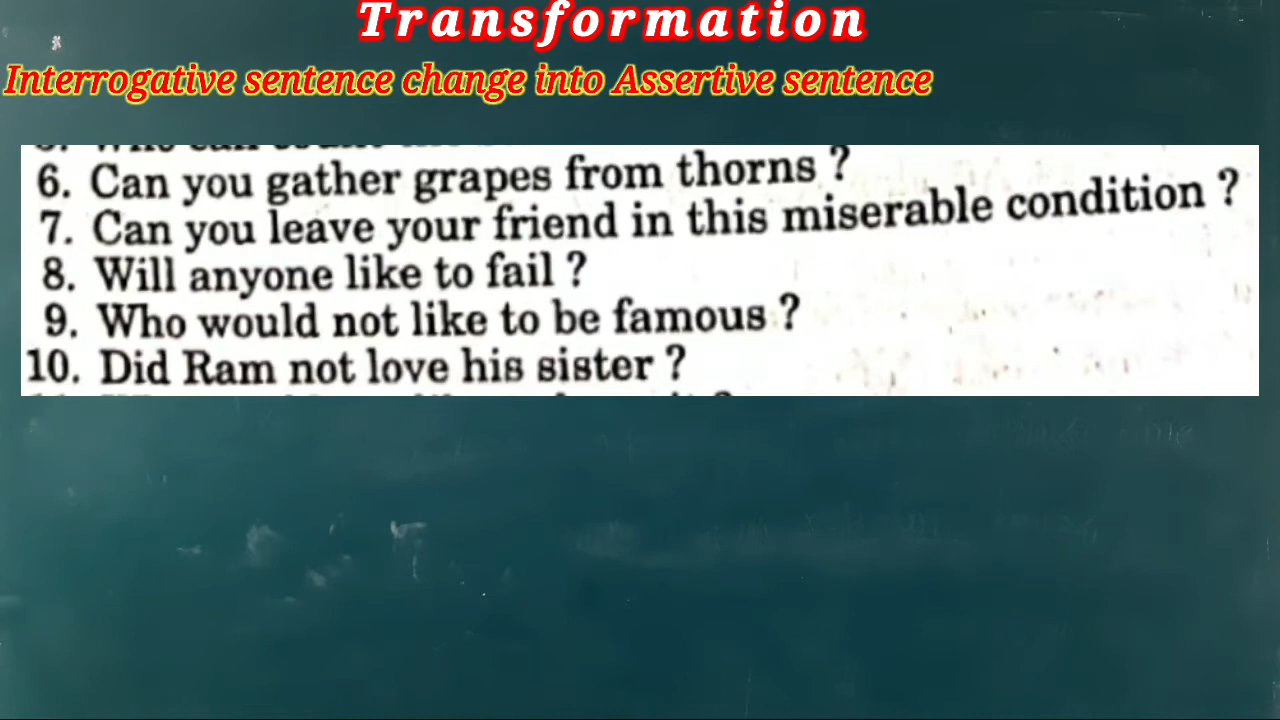 Transformation
Interrogative sentence change into Assertive sentence
6. Can you gather grapes from thorns ?
7. Can you leave your friend in this miserable condition ?
8. Will anyone like to fail ?
9. Who would not like to be famous ?
10. Did Ram not love his sister ?